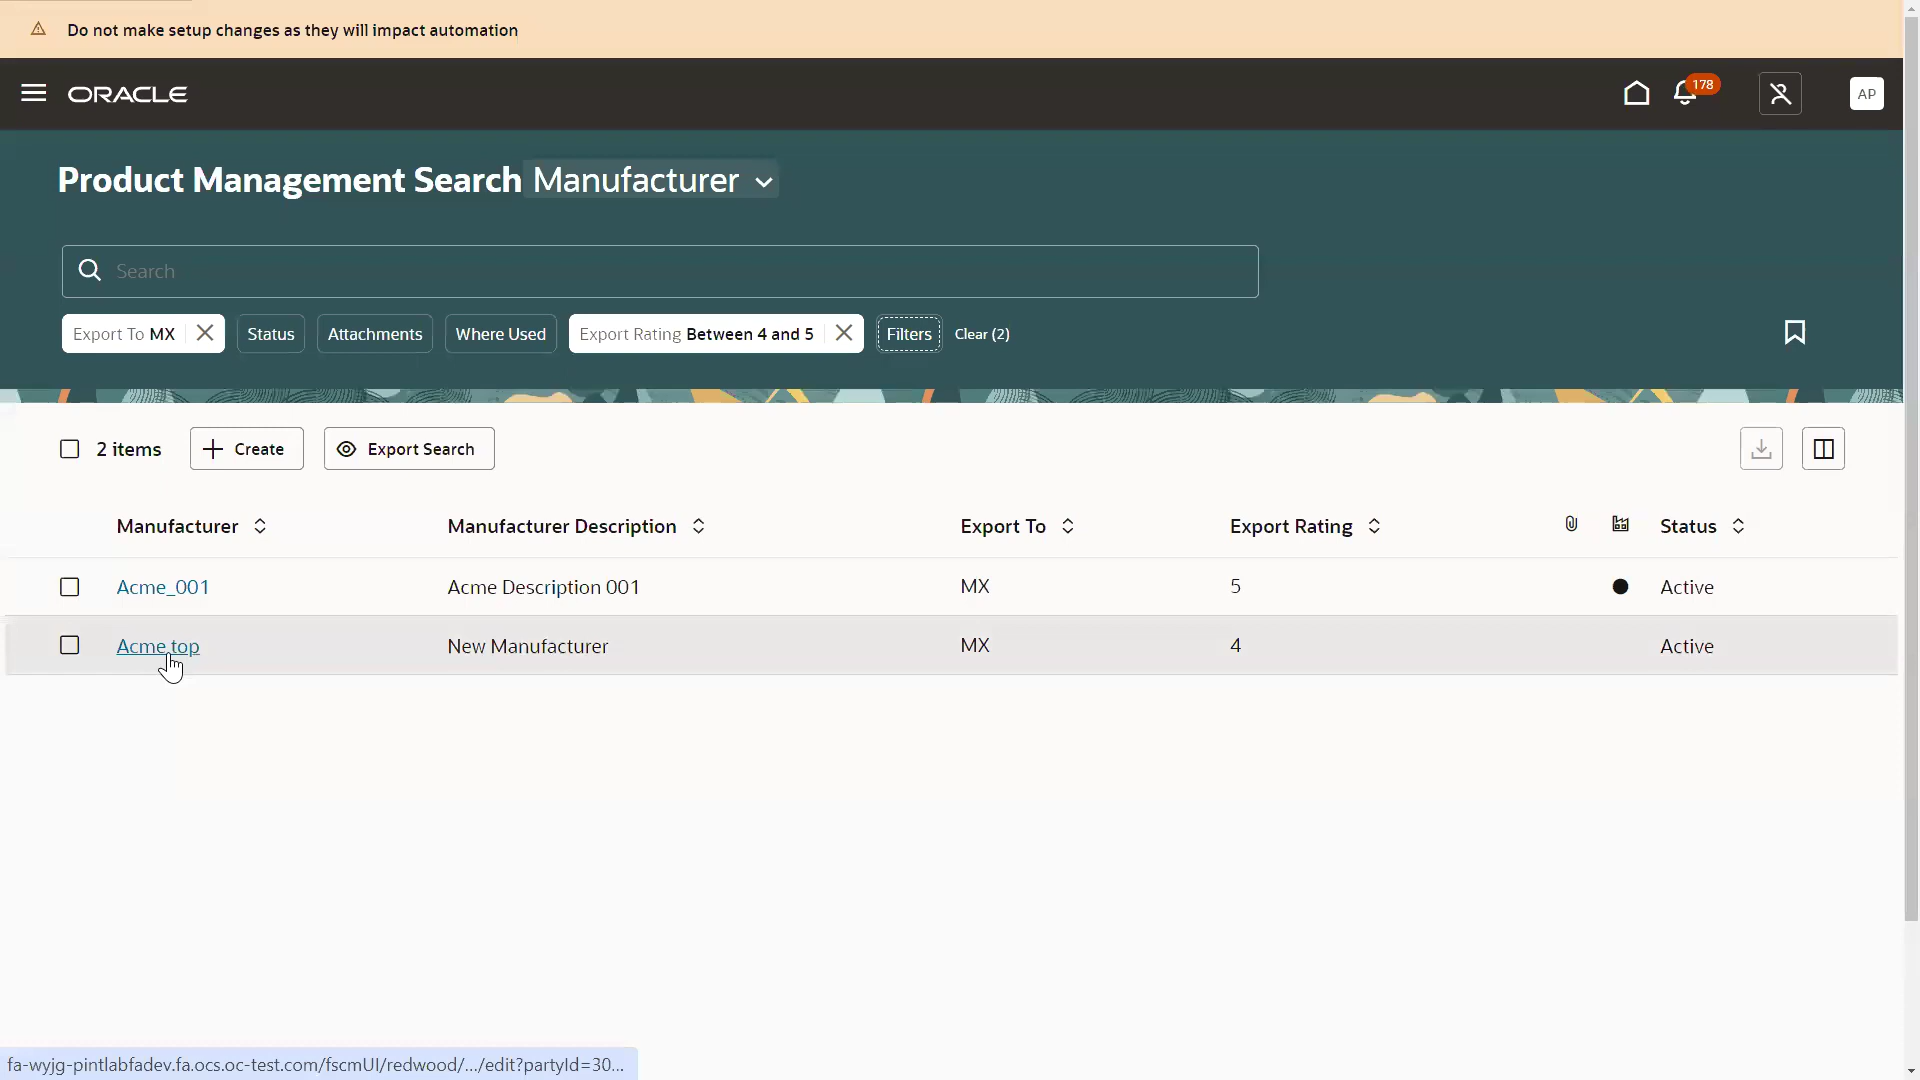 Do not make setup changes as they will impact automation
ORACLE
178
AP
Product Management Search Manufacturer
Search
Export To MX
Status
Attachments
Where Used
Export Rating Between 4 and 5
Filters
Clear (2)
2 items
Create
Export Search
Manufacturer Manufacturer Description Export To Export Rating Status
Acme_001 Acme Description 001 MX 5 Active
Acme top New Manufacturer MX 4 Active
fa-wyjg-pintlabfadev.fa.ocs.oc-test.com/fscmUI/redwood/.../edit?partyId=30...